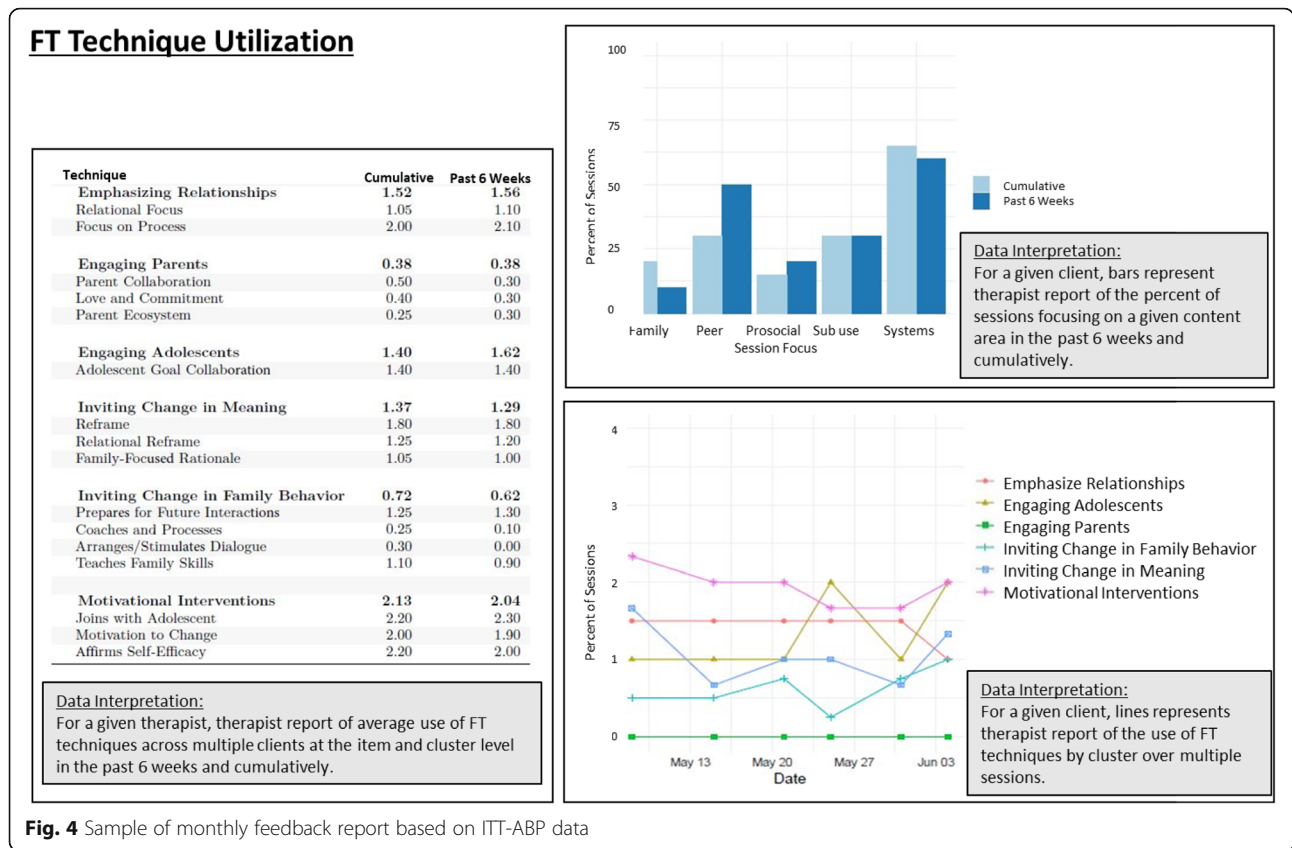 FT Technique Utilization
Technique Cumulative Past 6 Weeks
Emphasizing Relationships 1.52 1.56
Relational Focus 1.05 1.10
Focus on Process 2.00 2.10
Engaging Parents 0.38 0.38
Parent Collaboration 0.50 0.30
Love and Commitment 0.40 0.30
Parent Ecosystem 0.25 0.30
Engaging Adolescents 1.40 1.62
Adolescent Goal Collaboration 1.40 1.40
Inviting Change in Meaning 1.37 1.29
Reframe 1.80 1.80
Relational Reframe 1.25 1.20
Family-Focused Rationale 1.05 1.00
Inviting Change in Family Behavior 0.72 0.62
Prepares for Future Interactions 1.25 1.30
Coaches and Processes 0.25 0.10
Arranges/Stimulates Dialogue 0.30 0.00
Teaches Family Skills 1.10 0.90
Motivational Interventions 2.13 2.04
Joins with Adolescent 2.20 2.30
Motivation to Change 2.00 1.90
Affirms Self-Efficacy 2.20 2.00
Data Interpretation:
For a given therapist, therapist report of average use of FT
techniques across multiple clients at the item and cluster level
in the past 6 weeks and cumulatively.
Percent of Sessions
100
75
50
25
0
Family Peer Prosocial Sub use Systems
Session Focus
Cumulative
Past 6 Weeks
Data Interpretation:
For a given client, bars represent
therapist report of the percent of
sessions focusing on a given content
area in the past 6 weeks and
cumulatively.
Percent of Sessions
4
3
2
1
0
May 13 May 20 May 27 Jun 03
Date
Emphasize Relationships
Engaging Adolescents
Engaging Parents
Inviting Change in Family Behavior
Inviting Change in Meaning
Motivational Interventions
Data Interpretation:
For a given client, lines represents
therapist report of the use of FT
techniques by cluster over multiple
sessions.
Fig. 4 Sample of monthly feedback report based on ITT-ABP data